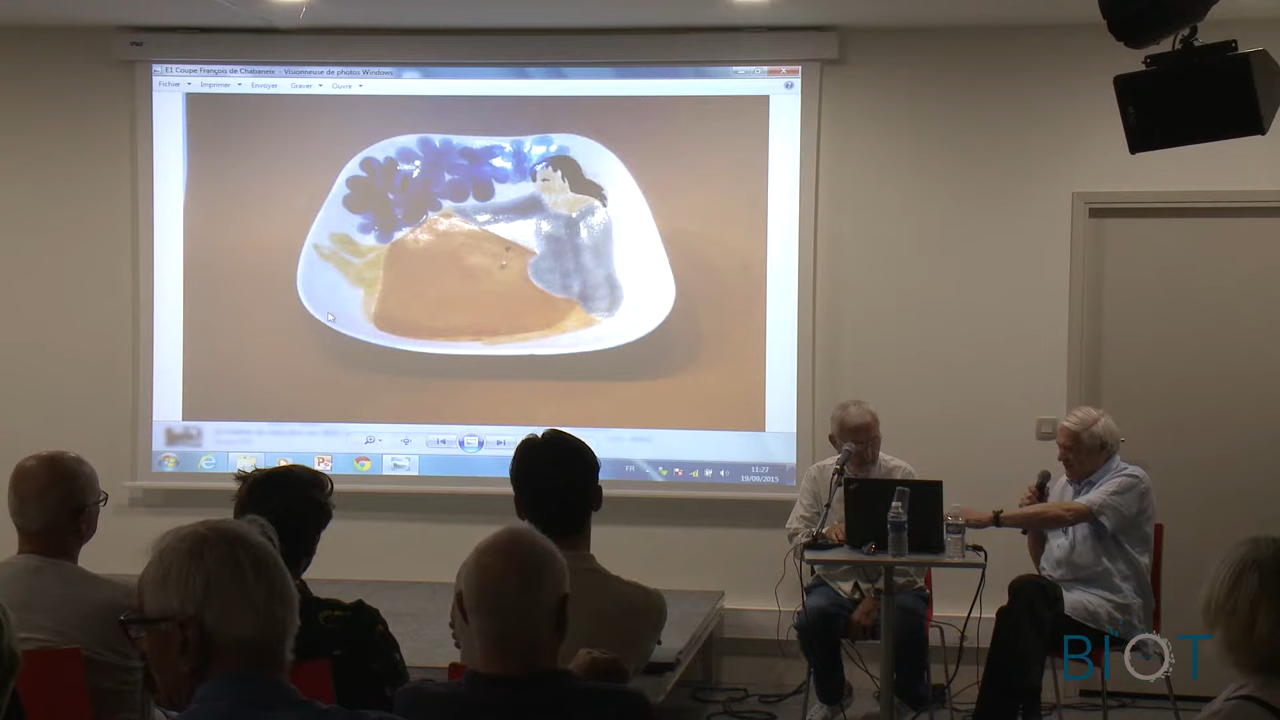 E1 Coupe François de Chabaneix - Visionneuse de photos Windows
Fichier Imprimer Envoyer Graver Ouvrir
FR
11:27
19/09/2015
BIOT